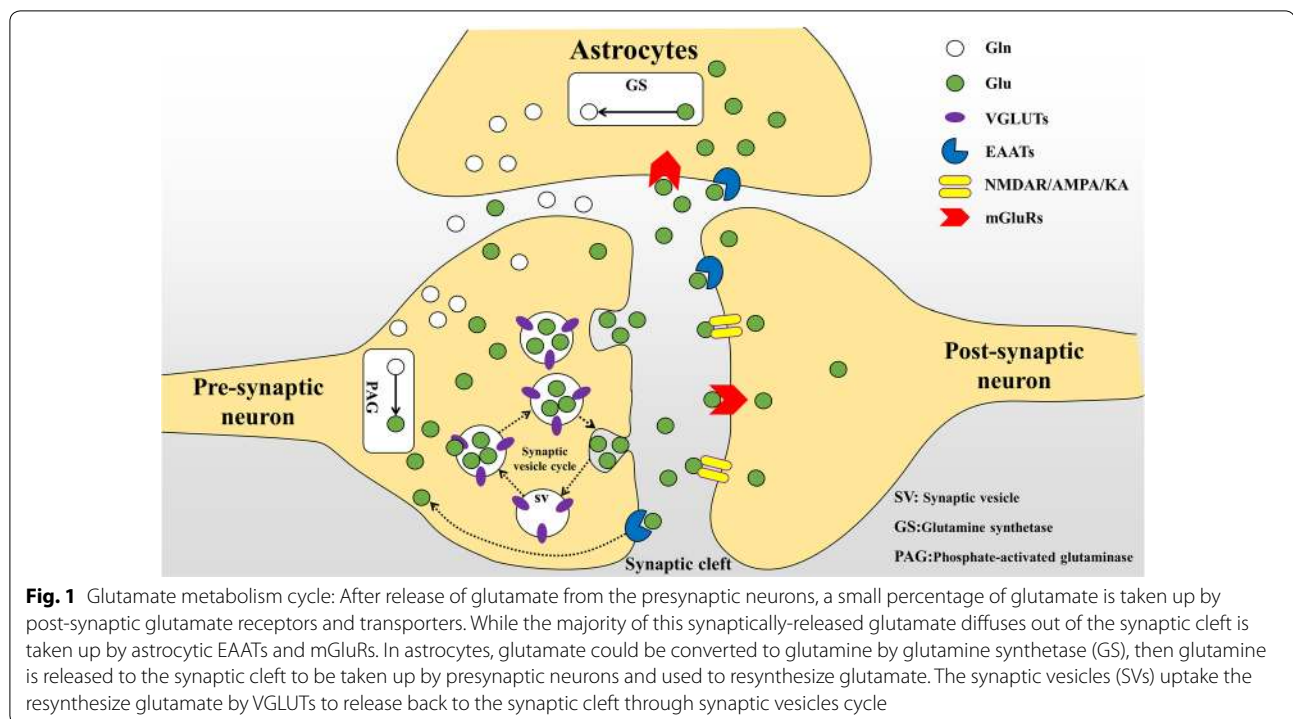 Astrocytes
GS
Gln
Glu
VGLUTs
EAATs
NMDAR/AMPA/KA
mGluRs
Pre-synaptic
neuron
PAG
Synaptic
vesicle cycle
SV
Synaptic cleft
Post-synaptic
neuron
SV: Synaptic vesicle
GS:Glutamine synthetase
PAG:Phosphate-activated glutaminase
Fig. 1 Glutamate metabolism cycle: After release of glutamate from the presynaptic neurons, a small percentage of glutamate is taken up by
post-synaptic glutamate receptors and transporters. While the majority of this synaptically-released glutamate diffuses out of the synaptic cleft is
taken up by astrocytic EAATs and mGluRs. In astrocytes, glutamate could be converted to glutamine by glutamine synthetase (GS), then glutamine
is released to the synaptic cleft to be taken up by presynaptic neurons and used to resynthesize glutamate. The synaptic vesicles (SVs) uptake the
resynthesize glutamate by VGLUTs to release back to the synaptic cleft through synaptic vesicles cycle